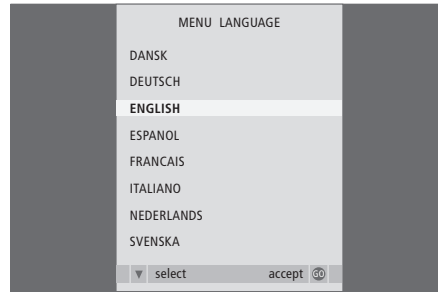 MENU LANGUAGE
DANSK
DEUTSCH
ENGLISH
ESPANOL
FRANCAIS
ITALIANO
NEDERLANDS
SVENSKA
select accept GO